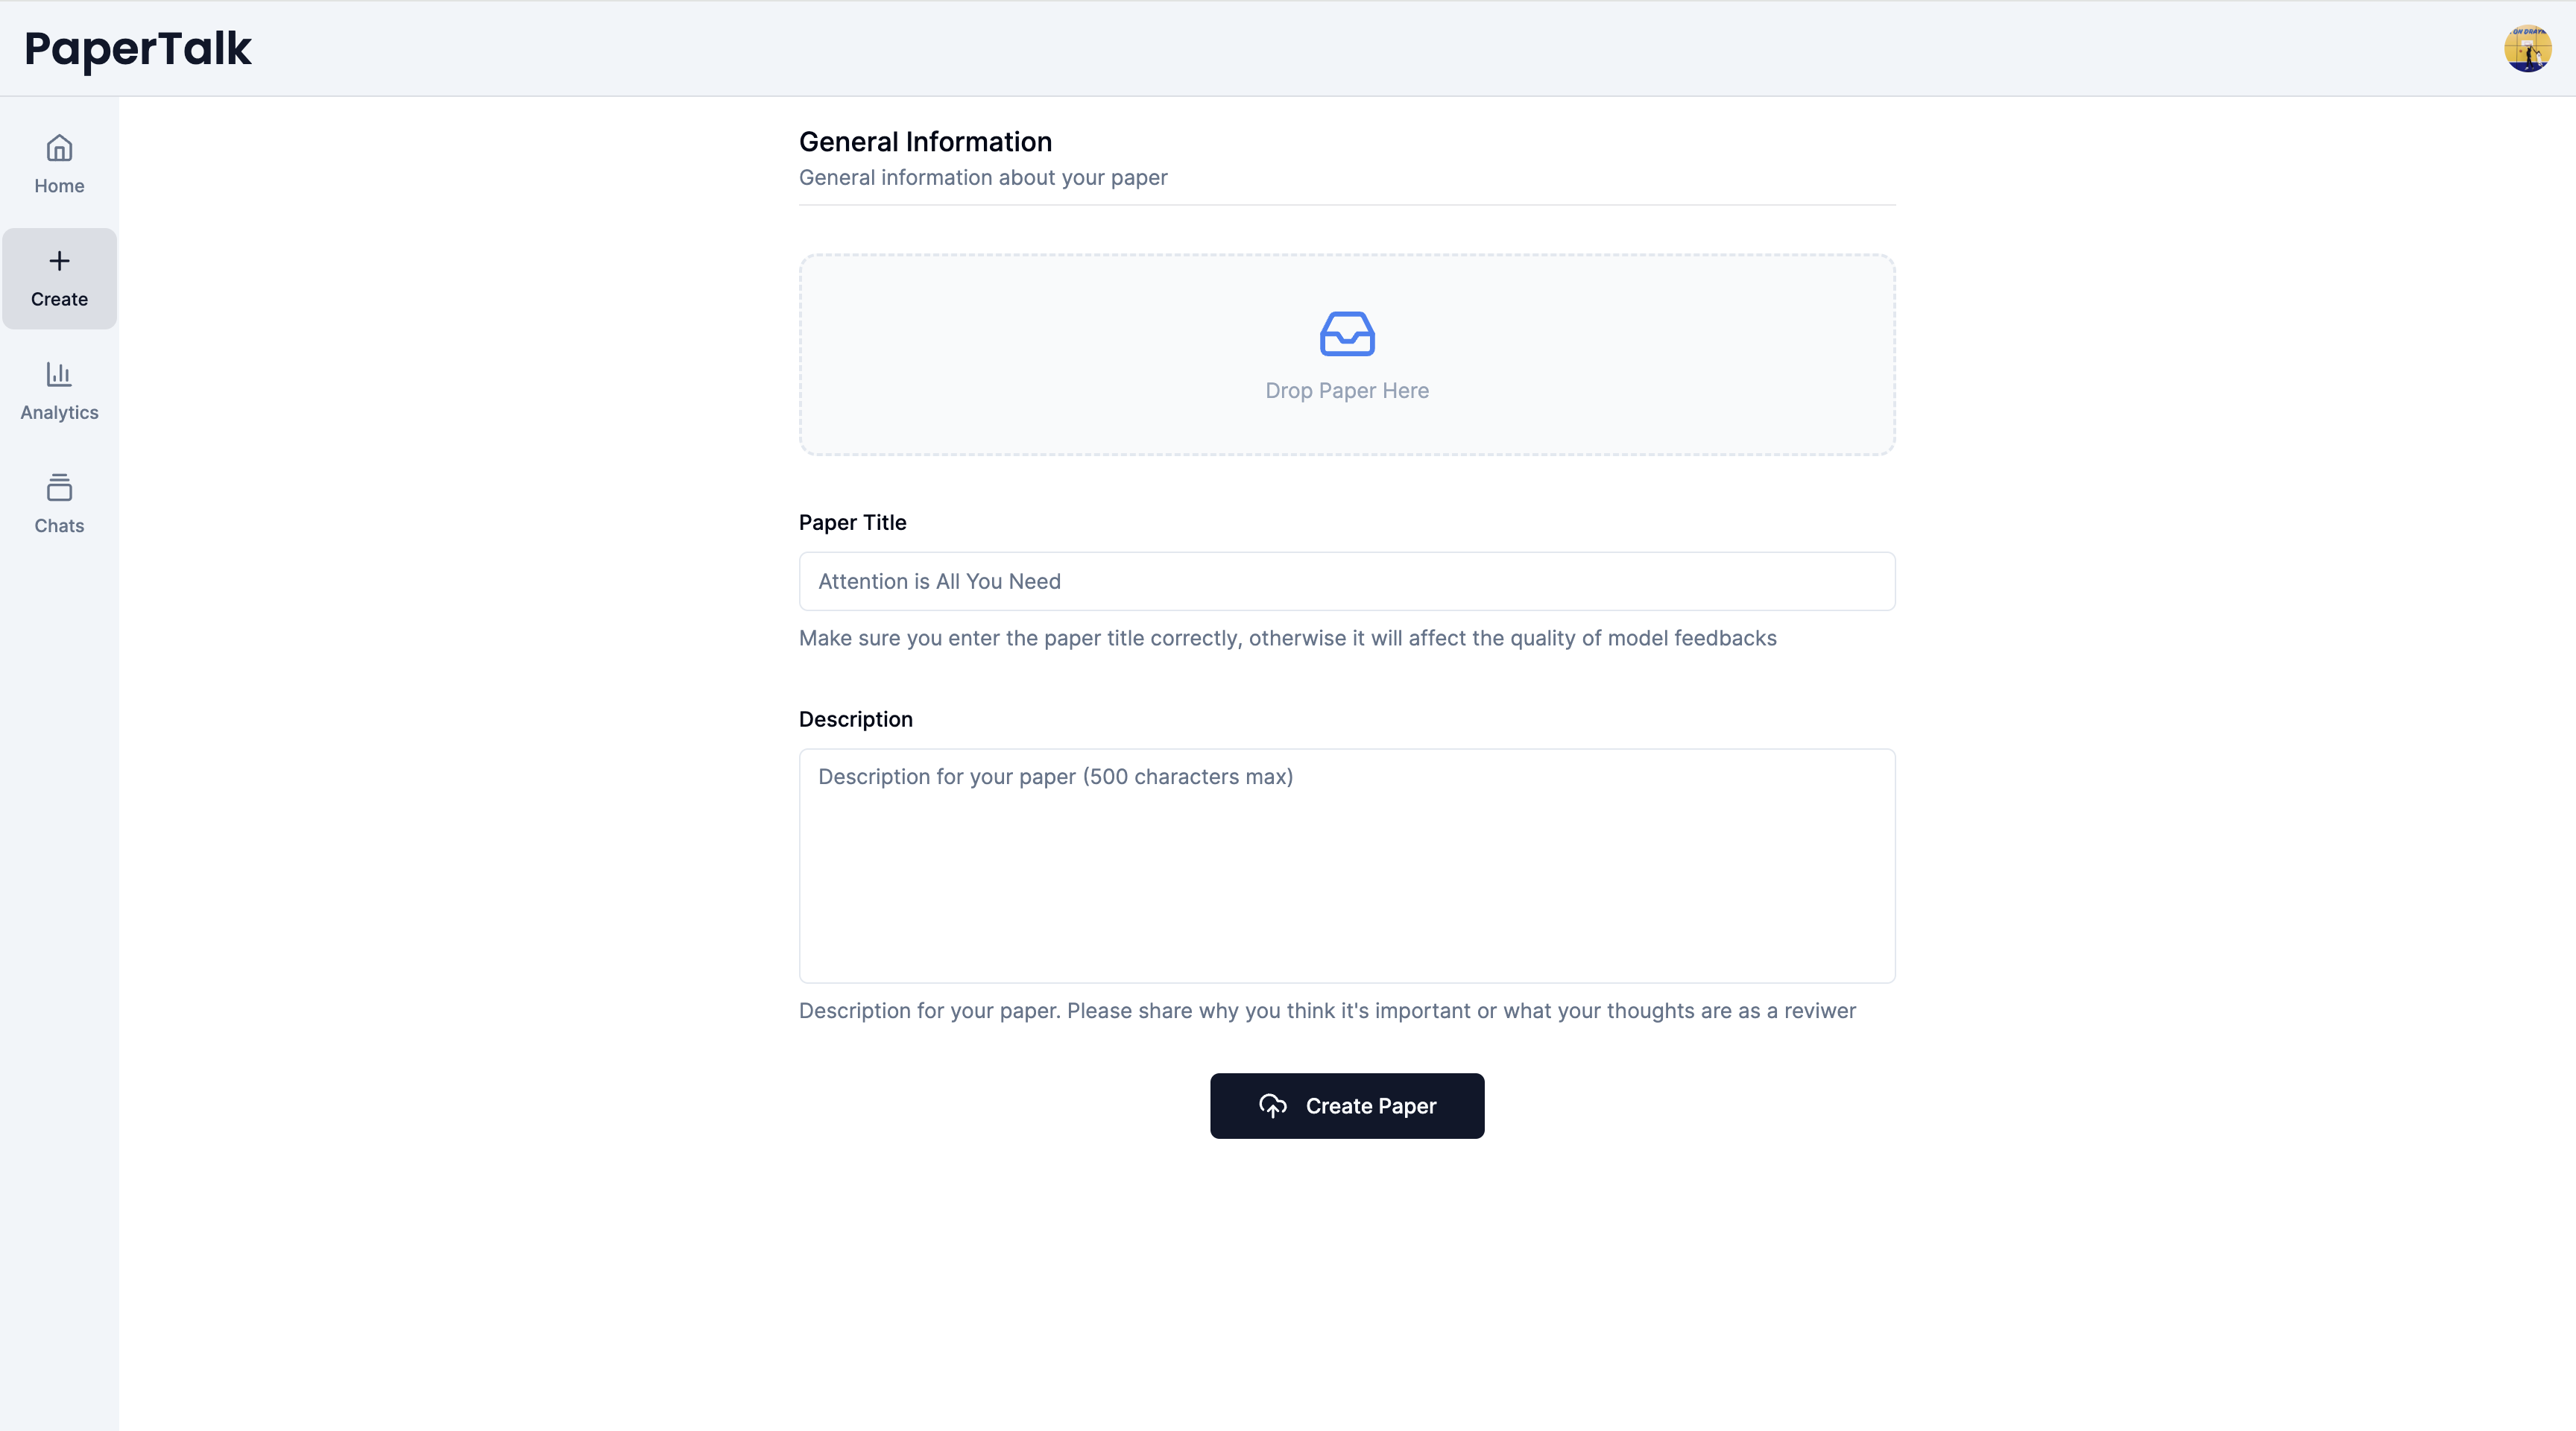 PaperTalk
Home
Create
Analytics
Chats
General Information
General information about your paper
Drop Paper Here
Paper Title
Attention is All You Need
Make sure you enter the paper title correctly, otherwise it will affect the quality of model feedbacks
Description
Description for your paper (500 characters max)
Description for your paper. Please share why you think it's important or what your thoughts are as a reviwer
Create Paper